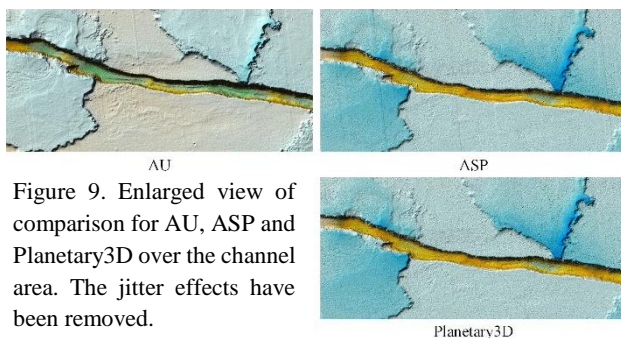 AU
ASP
Figure 9. Enlarged view of
comparison for AU, ASP and
Planetary3D over the channel
area. The jitter effects have
been removed.
Planetary3D